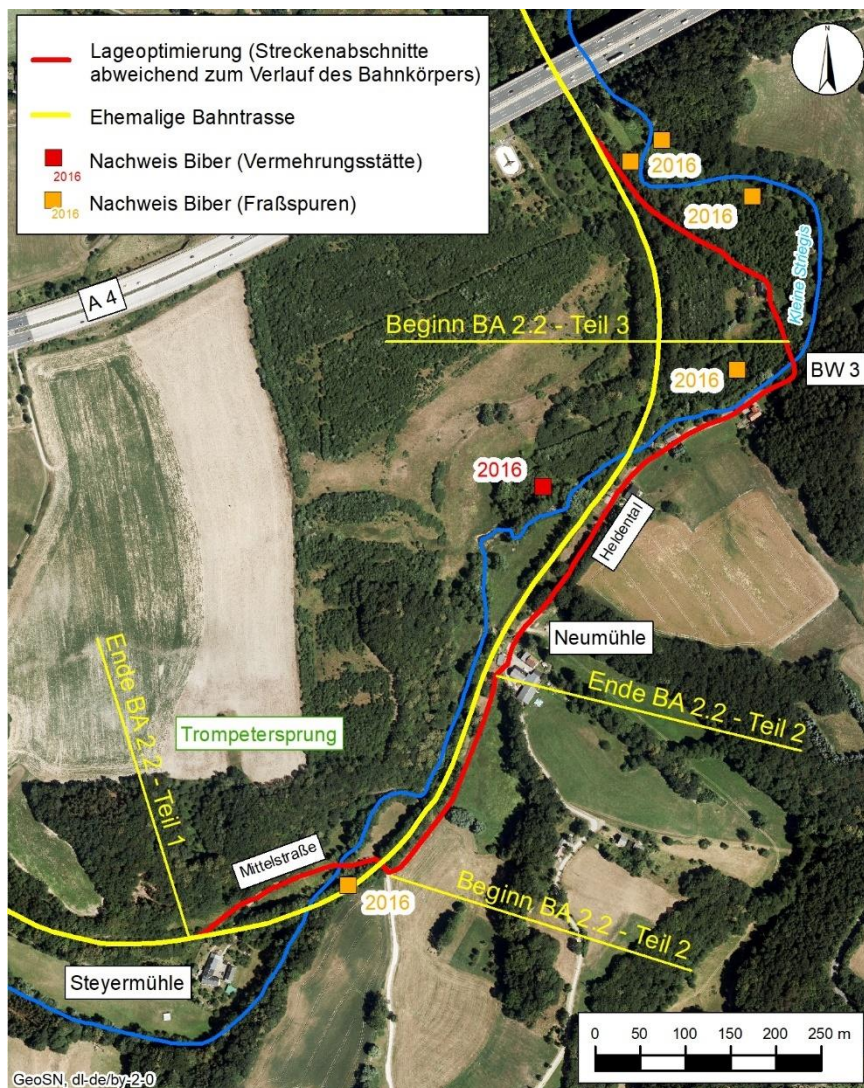 Lageoptimierung (Streckenabschnitte
abweichend zum Verlauf des Bahnkörpers)
Ehemalige Bahntrasse
Nachweis Biber (Vermehrungsstätte)
2016
Nachweis Biber (Fraßspuren)
2016
N
2016
2016
Kleine Striegis
A 4
Beginn BA 2.2 - Teil 3
2016
BW 3
2016
Heldental
Neumühle
Ende BA 2.2 - Teil 2
Ende BA 2.2 - Teil 1
Trompetersprung
Mittelstraße
2016
Beginn BA 2.2 - Teil 2
Steyermühle
0 50 100 150 200 250 m
GeoSN, dl-de/by-2-0